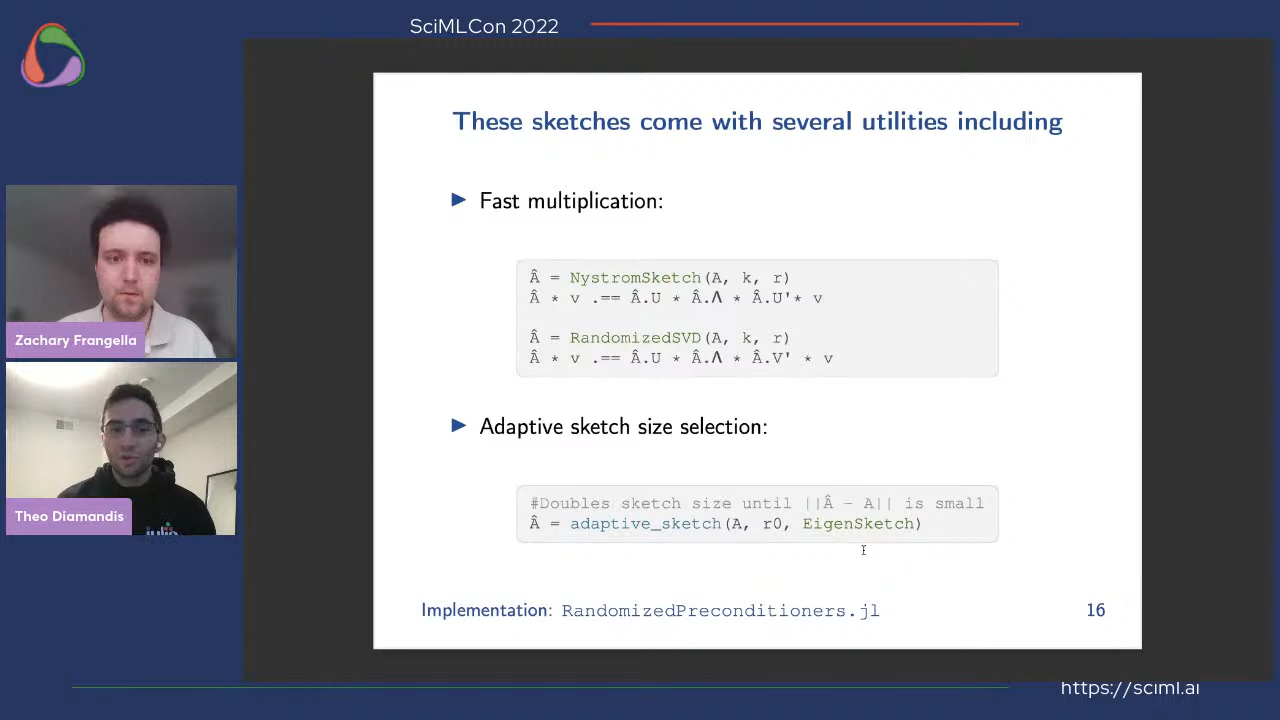 SciMLCon 2022
These sketches come with several utilities including
▶ Fast multiplication:
Â = NystromSketch(A, k, r)
Â * v .== Â.U * Â.Λ * Â.U'* v
Â = RandomizedSVD(A, k, r)
Â * v .== Â.U * Â.Λ * Â.V' * v
Zachary Frangella
▶ Adaptive sketch size selection:
#Doubles sketch size until ||Â - A|| is small
Â = adaptive_sketch(A, r0, EigenSketch)
Theo Diamandis
julia
Implementation: RandomizedPreconditioners.jl
16
https://sciml.ai